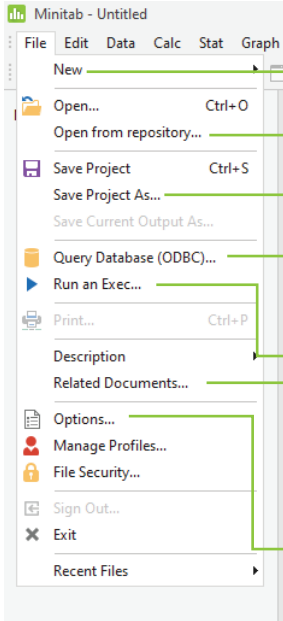 Minitab - Untitled
File Edit Data Calc Stat Graph
New
Open... Ctrl+O
Open from repository...
Save Project Ctrl+S
Save Project As...
Save Current Output As...
Query Database (ODBC)...
Run an Exec...
Print... Ctrl+P
Description
Related Documents...
Options...
Manage Profiles...
File Security...
Sign Out...
Exit
Recent Files